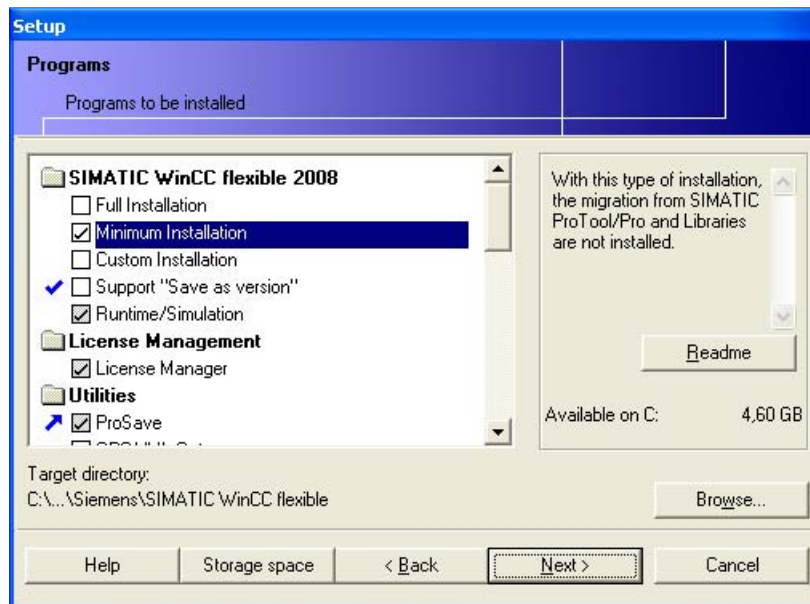 Setup
Programs
Programs to be installed
SIMATIC WinCC flexible 2008
Full Installation
Minimum Installation
Custom Installation
Support "Save as version"
Runtime/Simulation
License Management
License Manager
Utilities
ProSave
With this type of installation,
the migration from SIMATIC
ProTool/Pro and Libraries
are not installed.
Readme
Available on C: 4,60 GB
Target directory:
C:\...\Siemens\SIMATIC WinCC flexible
Browse...
Help Storage space < Back Next > Cancel